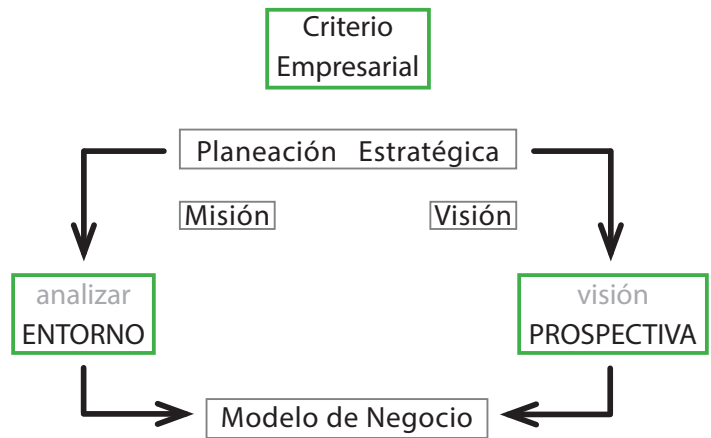 Criterio
Empresarial
Planeación Estratégica
Misión
Visión
analizar
ENTORNO
visión
PROSPECTIVA
Modelo de Negocio